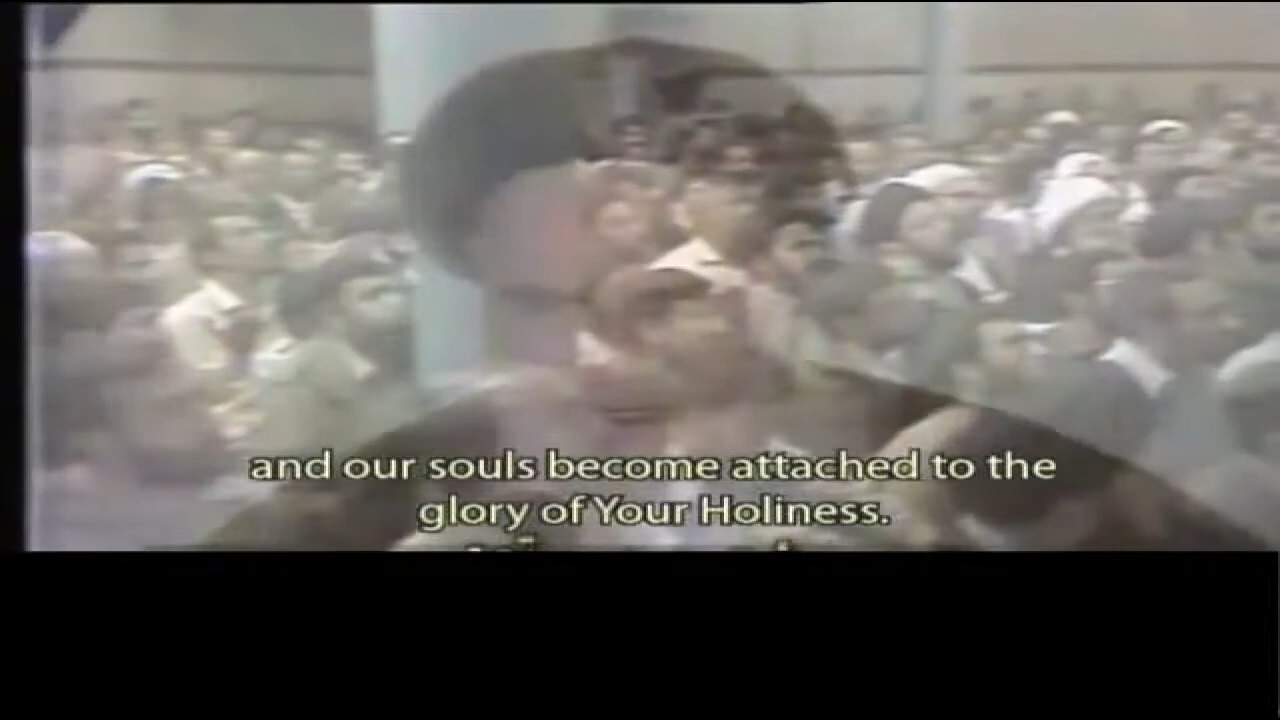 and our souls become attached to the
glory of Your Holiness.